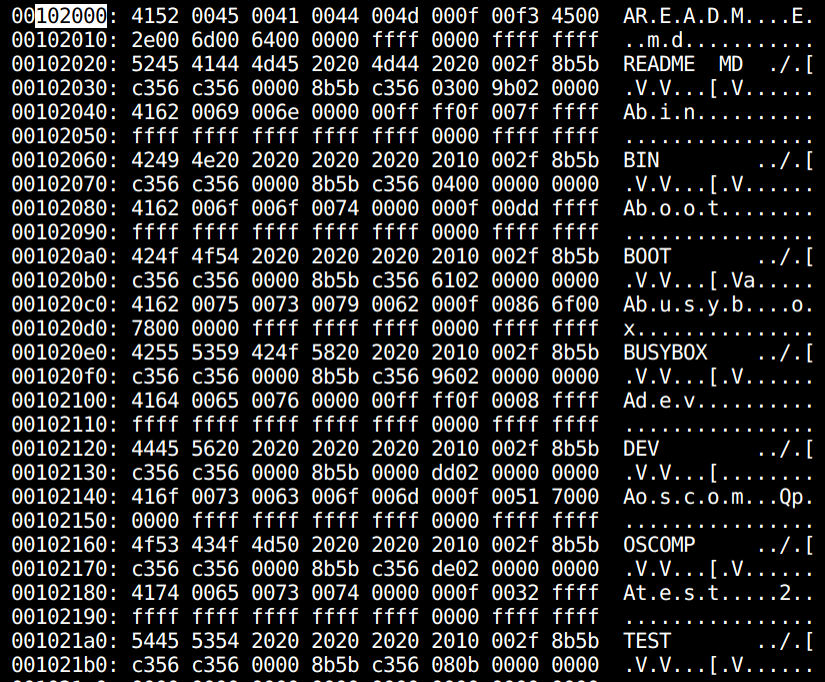 00102000: 4152 0045 0041 0044 004d 000f 00f3 4500  AR.E.A.D.M....E.
00102010: 2e00 6d00 6400 0000 ffff 0000 ffff ffff  ..m.d...........
00102020: 5245 4144 4d45 2020 4d44 2020 002f 8b5b  README  MD  ./.[
00102030: c356 c356 0000 8b5b c356 0300 9b02 0000  .V.V...[.V......
00102040: 4162 0069 006e 0000 00ff ff0f 007f ffff  Ab.i.n..........
00102050: ffff ffff ffff ffff ffff 0000 ffff ffff  ................
00102060: 4249 4e20 2020 2020 2020 2010 002f 8b5b  BIN        ../.[
00102070: c356 c356 0000 8b5b c356 0400 0000 0000  .V.V...[.V......
00102080: 4162 006f 006f 0074 0000 000f 00dd ffff  Ab.o.o.t........
00102090: ffff ffff ffff ffff ffff 0000 ffff ffff  ................
001020a0: 424f 4f54 2020 2020 2020 2010 002f 8b5b  BOOT       ../.[
001020b0: c356 c356 0000 8b5b c356 6102 0000 0000  .V.V...[.Va.....
001020c0: 4162 0075 0073 0079 0062 000f 0086 6f00  Ab.u.s.y.b....o.
001020d0: 7800 0000 ffff ffff ffff 0000 ffff ffff  x...............
001020e0: 4255 5359 424f 5820 2020 2010 002f 8b5b  BUSYBOX    ../.[
001020f0: c356 c356 0000 8b5b c356 9602 0000 0000  .V.V...[.V......
00102100: 4164 0065 0076 0000 00ff ff0f 0008 ffff  Ad.e.v..........
00102110: ffff ffff ffff ffff ffff 0000 ffff ffff  ................
00102120: 4445 5620 2020 2020 2020 2010 002f 8b5b  DEV        ../.[
00102130: c356 c356 0000 8b5b 0000 dd02 0000 0000  .V.V...[........
00102140: 416f 0073 0063 006f 006d 000f 0051 7000  Ao.s.c.o.m...Qp.
00102150: 0000 ffff ffff ffff ffff 0000 ffff ffff  ................
00102160: 4f53 434f 4d50 2020 2020 2010 002f 8b5b  OSCOMP     ../.[
00102170: c356 c356 0000 8b5b c356 de02 0000 0000  .V.V...[.V......
00102180: 4174 0065 0073 0074 0000 000f 0032 ffff  At.e.s.t.....2..
00102190: ffff ffff ffff ffff ffff 0000 ffff ffff  ................
001021a0: 5445 5354 2020 2020 2020 2010 002f 8b5b  TEST       ../.[
001021b0: c356 c356 0000 8b5b c356 080b 0000 0000  .V.V...[.V......